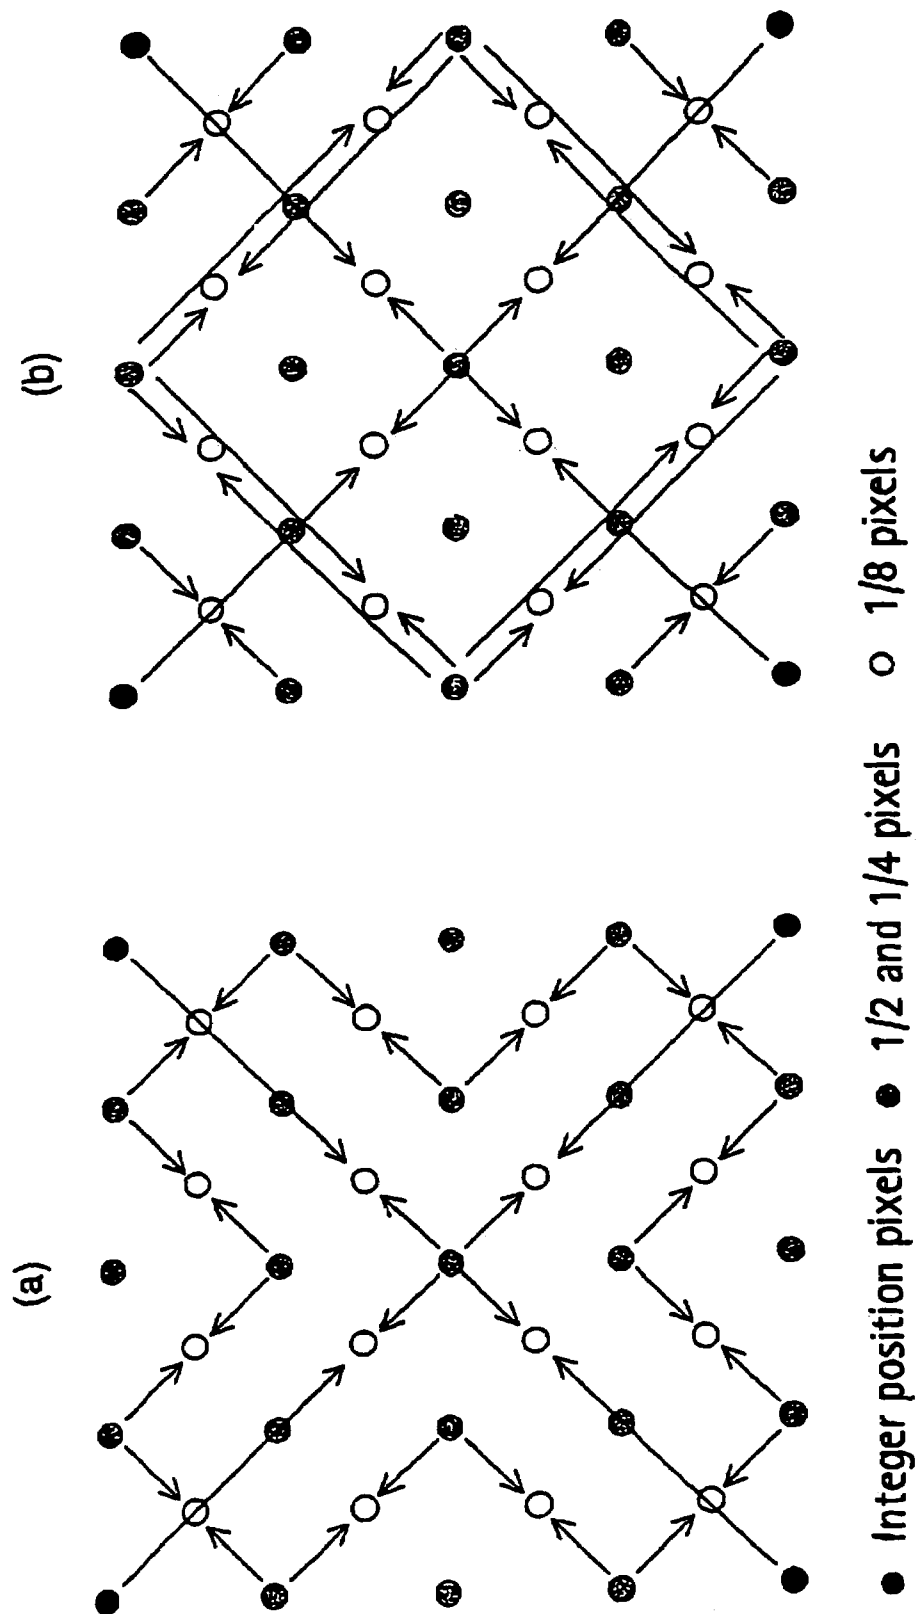 (a)
(b)
Integer position pixels
1/2 and 1/4 pixels
1/8 pixels